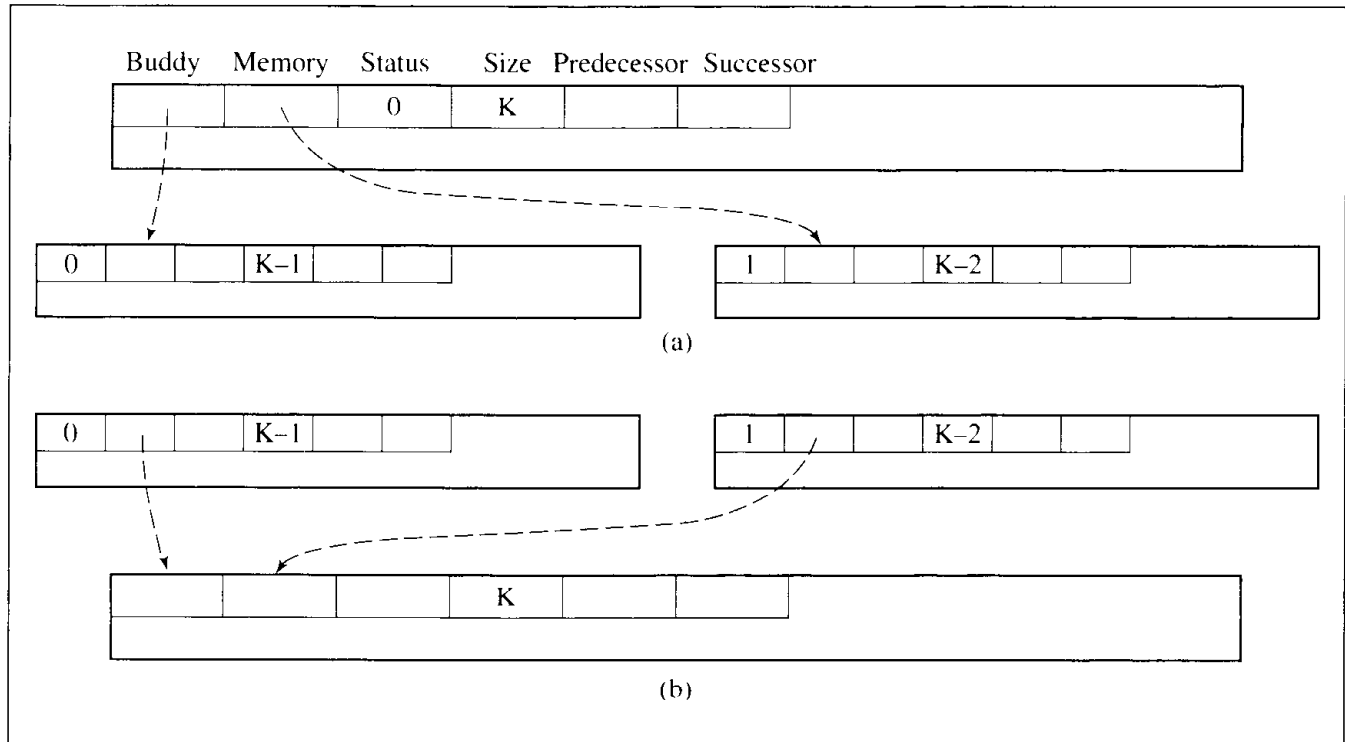 Buddy Memory Status Size Predecessor Successor
0 K
0 K–1 1 K–2
(a)
0 K–1 1 K–2
K
(b)